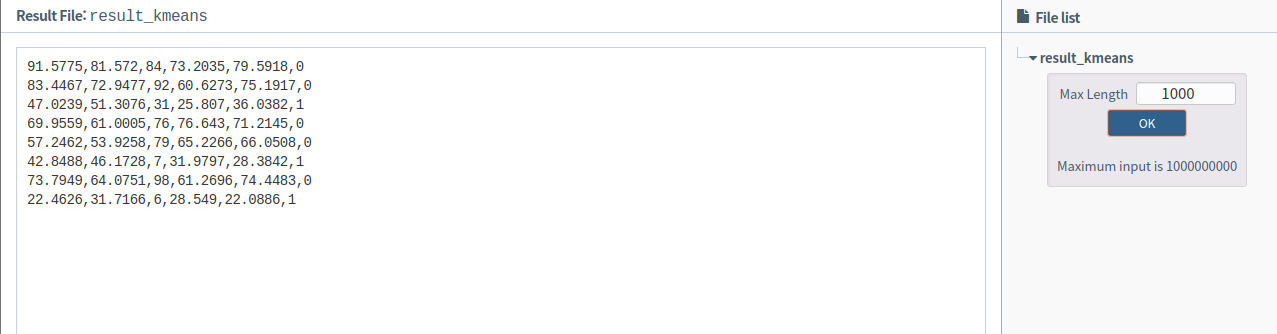 Result File: result_kmeans
91.5775,81.572,84,73.2035,79.5918,0
83.4467,72.9477,92,60.6273,75.1917,0
47.0239,51.3076,31,25.807,36.0382,1
69.9559,61.0005,76,76.643,71.2145,0
57.2462,53.9258,79,65.2266,66.0508,0
42.8488,46.1728,7,31.9797,28.3842,1
73.7949,64.0751,98,61.2696,74.4483,0
22.4626,31.7166,6,28.549,22.0886,1
File list
result_kmeans
Max Length 1000
OK
Maximum input is 1000000000